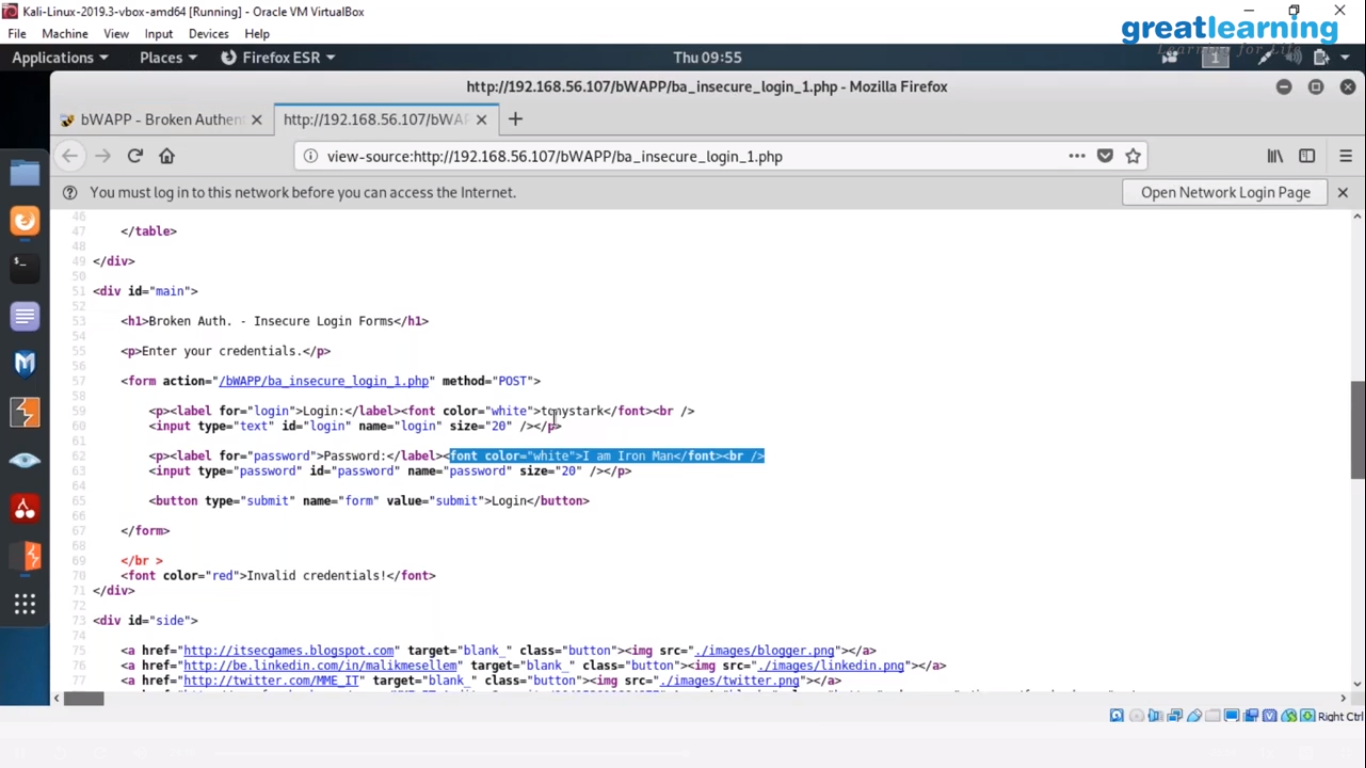 Kali-Linux-2019.3-vbox-amd64 [Running] - Oracle VM VirtualBox
greatlearning
Learning for Life
File Machine View Input Devices Help
Applications Places Firefox ESR Thu 09:55 1
http://192.168.56.107/bWAPP/ba_insecure_login_1.php - Mozilla Firefox
bWAPP - Broken Authen http://192.168.56.107/bWAP
view-source:http://192.168.56.107/bWAPP/ba_insecure_login_1.php
You must log in to this network before you can access the Internet. Open Network Login Page
46
47 </table>
48
49 </div>
50
51 <div id="main">
52
53 <h1>Broken Auth. - Insecure Login Forms</h1>
54
55 <p>Enter your credentials.</p>
56
57 <form action="/bWAPP/ba_insecure_login_1.php" method="POST">
58
59 <p><label for="login">Login:</label><font color="white">tonystark</font><br />
60 <input type="text" id="login" name="login" size="20" /></p>
61
62 <p><label for="password">Password:</label><font color="white">I am Iron Man</font><br />
63 <input type="password" id="password" name="password" size="20" /></p>
64
65 <button type="submit" name="form" value="submit">Login</button>
66
67 </form>
68
69 </br >
70 <font color="red">Invalid credentials!</font>
71 </div>
72
73 <div id="side">
74
75 <a href="http://itsecgames.blogspot.com" target="blank_" class="button"><img src="./images/blogger.png"></a>
76 <a href="http://be.linkedin.com/in/malikmesellem" target="blank_" class="button"><img src="./images/linkedin.png"></a>
77 <a href="http://twitter.com/MME_IT" target="blank_" class="button"><img src="./images/twitter.png"></a>
Right Ctrl